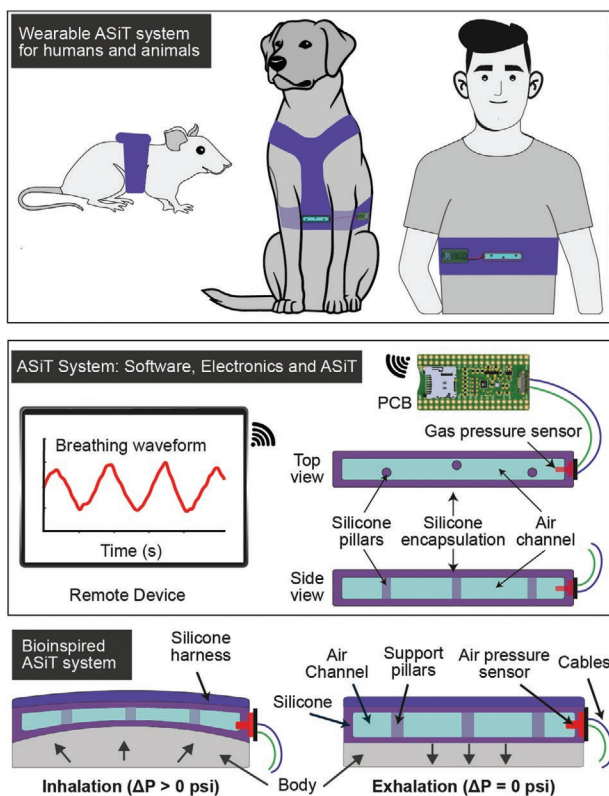 Wearable ASiT system
for humans and animals
ASiT System: Software, Electronics and ASiT
PCB
Breathing waveform
Time (s)
Remote Device
Gas pressure sensor
Top
view
Silicone
pillars
Silicone
encapsulation
Air
channel
Side
view
Bioinspired
ASiT system
Silicone
harness
Air
Channel
Support
pillars
Air pressure
sensor
Cables
Silicone
Body
Inhalation (ΔP > 0 psi)
Exhalation (ΔP = 0 psi)